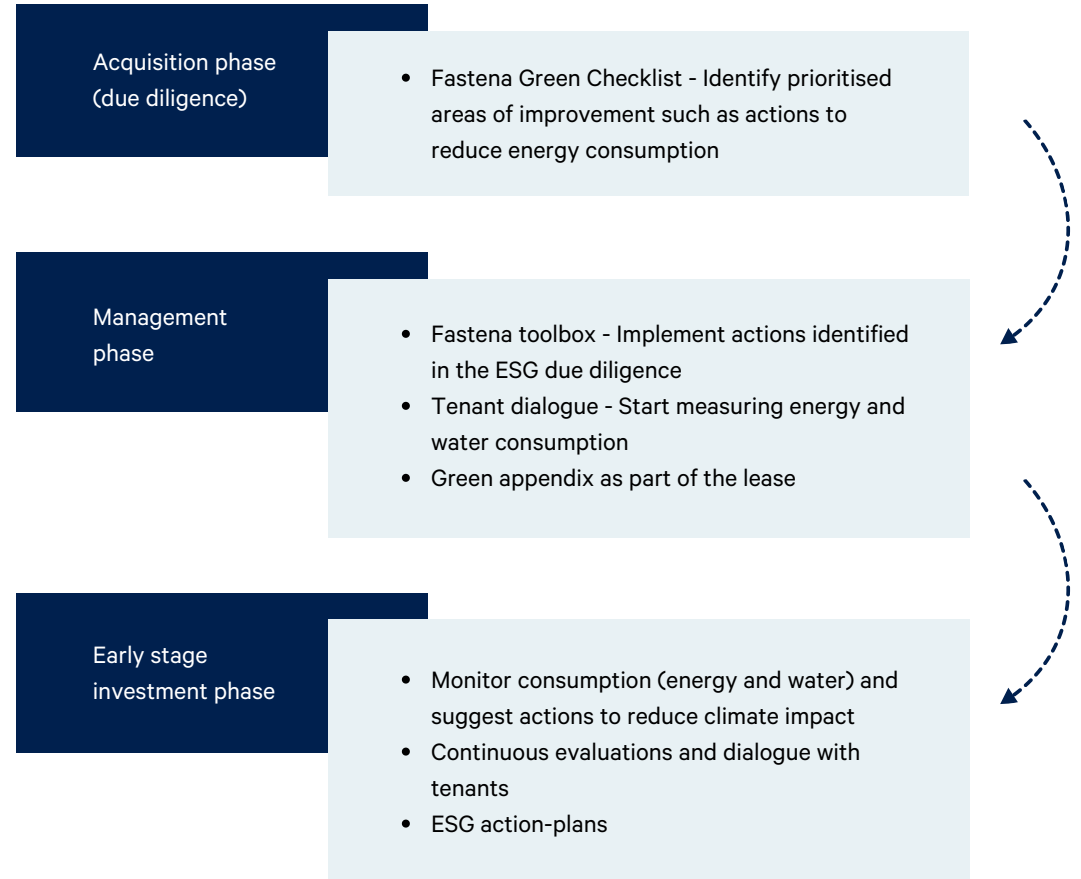 Acquisition phase
(due diligence)
• Fastena Green Checklist - Identify prioritised
areas of improvement such as actions to
reduce energy consumption
Management
phase
• Fastena toolbox - Implement actions identified
in the ESG due diligence
• Tenant dialogue - Start measuring energy and
water consumption
• Green appendix as part of the lease
Early stage
investment phase
• Monitor consumption (energy and water) and
suggest actions to reduce climate impact
• Continuous evaluations and dialogue with
tenants
• ESG action-plans